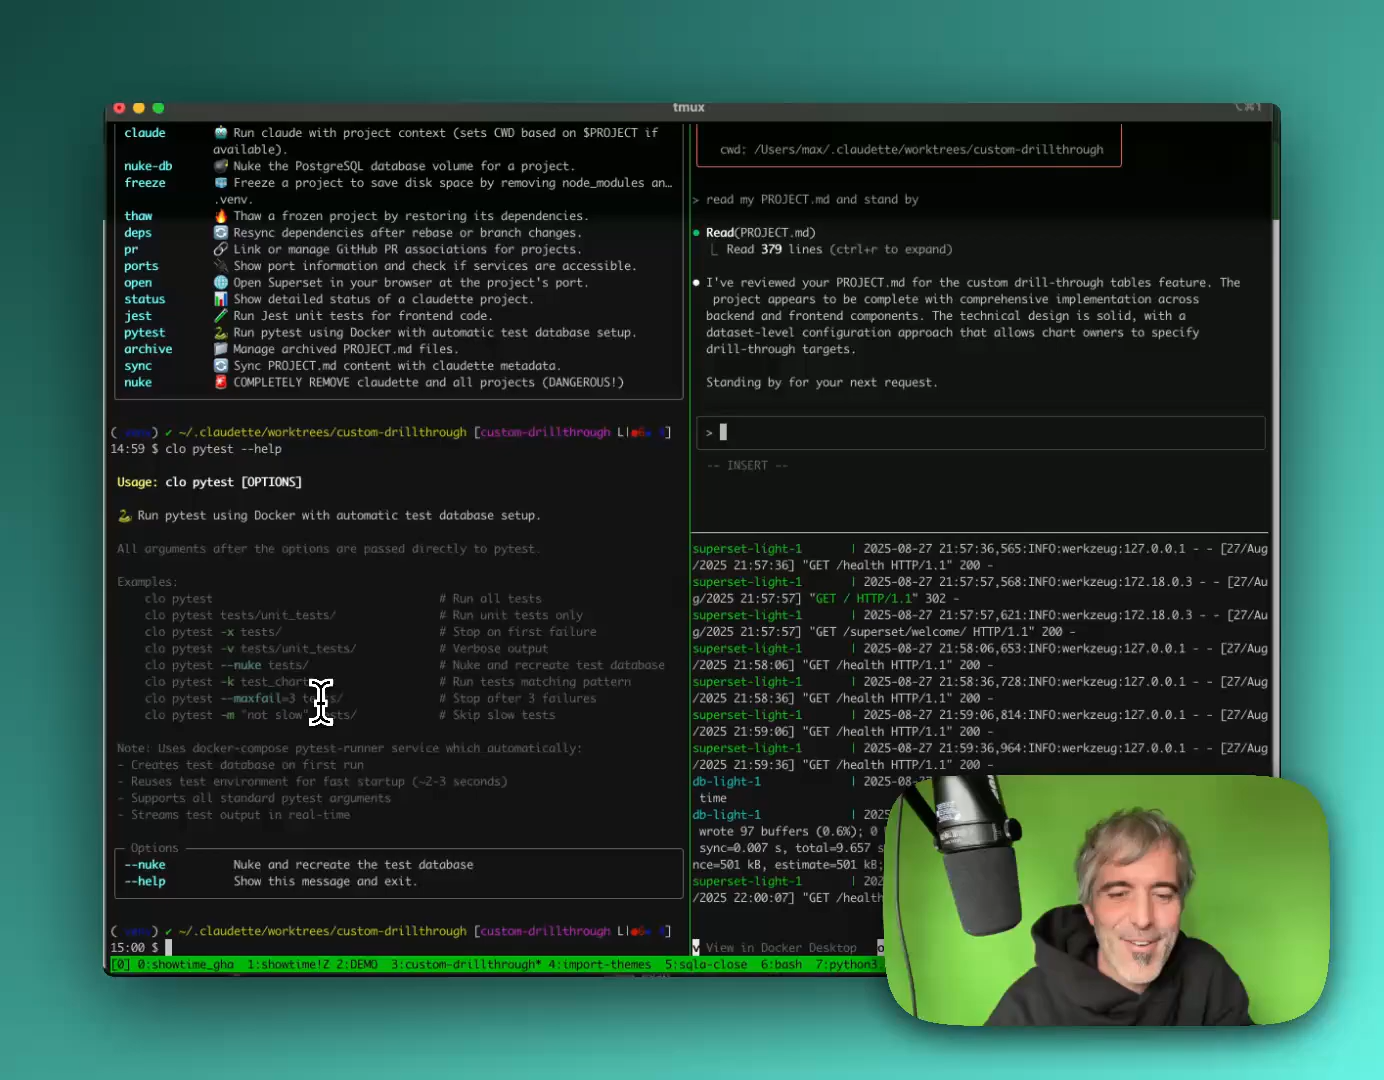 tmux
claude Run claude with project context (sets CWD based on $PROJECT if
available).
nuke-db Nuke the PostgreSQL database volume for a project.
freeze Freeze a project to save disk space by removing node_modules an…
.venv.
thaw Thaw a frozen project by restoring its dependencies.
deps Resync dependencies after rebase or branch changes.
pr Link or manage GitHub PR associations for projects.
ports Show port information and check if services are accessible.
open Open Superset in your browser at the project's port.
status Show detailed status of a claudette project.
jest Run Jest unit tests for frontend code.
pytest Run pytest using Docker with automatic test database setup.
archive Manage archived PROJECT.md files.
sync Sync PROJECT.md content with claudette metadata.
nuke COMPLETELY REMOVE claudette and all projects (DANGEROUS!)
~/.claudette/worktrees/custom-drillthrough [custom-drillthrough L|
14:59 $ clo pytest --help
Usage: clo pytest [OPTIONS]
Run pytest using Docker with automatic test database setup.
All arguments after the options are passed directly to pytest.
Examples:
clo pytest # Run all tests
clo pytest tests/unit_tests/ # Run unit tests only
clo pytest -x tests/ # Stop on first failure
clo pytest -v tests/unit_tests/ # Verbose output
clo pytest --nuke tests/ # Nuke and recreate test database
clo pytest -k test_chart # Run tests matching pattern
clo pytest --maxfail=3 # Stop after 3 failures
clo pytest -m "not slow" # Skip slow tests
Note: Uses docker-compose pytest-runner service which automatically:
- Creates test database on first run
- Reuses test environment for fast startup (~2-3 seconds)
- Supports all standard pytest arguments
- Streams test output in real-time
Options
--nuke Nuke and recreate the test database
--help Show this message and exit.
~/.claudette/worktrees/custom-drillthrough [custom-drillthrough L|
15:00 $
cwd: /Users/max/.claudette/worktrees/custom-drillthrough
> read my PROJECT.md and stand by
Read(PROJECT.md)
Read 379 lines (ctrl+r to expand)
I've reviewed your PROJECT.md for the custom drill-through tables feature. The
project appears to be complete with comprehensive implementation across
backend and frontend components. The technical design is solid, with a
dataset-level configuration approach that allows chart owners to specify
drill-through targets.
Standing by for your next request.
>
-- INSERT --
superset-light-1 | 2025-08-27 21:57:36,565:INFO:werkzeug:127.0.0.1 - - [27/Aug
/2025 21:57:36] "GET /health HTTP/1.1" 200 -
superset-light-1 | 2025-08-27 21:57:57,568:INFO:werkzeug:172.18.0.3 - - [27/Au
g/2025 21:57:57] "GET / HTTP/1.1" 302 -
superset-light-1 | 2025-08-27 21:57:57,621:INFO:werkzeug:172.18.0.3 - - [27/Au
g/2025 21:57:57] "GET /superset/welcome/ HTTP/1.1" 200 -
superset-light-1 | 2025-08-27 21:58:06,653:INFO:werkzeug:127.0.0.1 - - [27/Aug
/2025 21:58:06] "GET /health HTTP/1.1" 200 -
superset-light-1 | 2025-08-27 21:58:36,728:INFO:werkzeug:127.0.0.1 - - [27/Aug
/2025 21:58:36] "GET /health HTTP/1.1" 200 -
superset-light-1 | 2025-08-27 21:59:06,814:INFO:werkzeug:127.0.0.1 - - [27/Aug
/2025 21:59:06] "GET /health HTTP/1.1" 200 -
superset-light-1 | 2025-08-27 21:59:36,964:INFO:werkzeug:127.0.0.1 - - [27/Aug
/2025 21:59:36] "GET /health HTTP/1.1" 200 -
db-light-1 | 2025-08-27
time
db-light-1 | 2025
wrote 97 buffers (0.6%); 0
sync=0.007 s, total=9.657 s
nce=501 kB, estimate=501 kB;
superset-light-1 | 202
/2025 22:00:07] "GET /health
v View in Docker Desktop o
[0] 0:showtime_gha 1:showtime!Z 2:DEMO 3:custom-drillthrough* 4:import-themes 5:sqla-close 6:bash 7:python3.